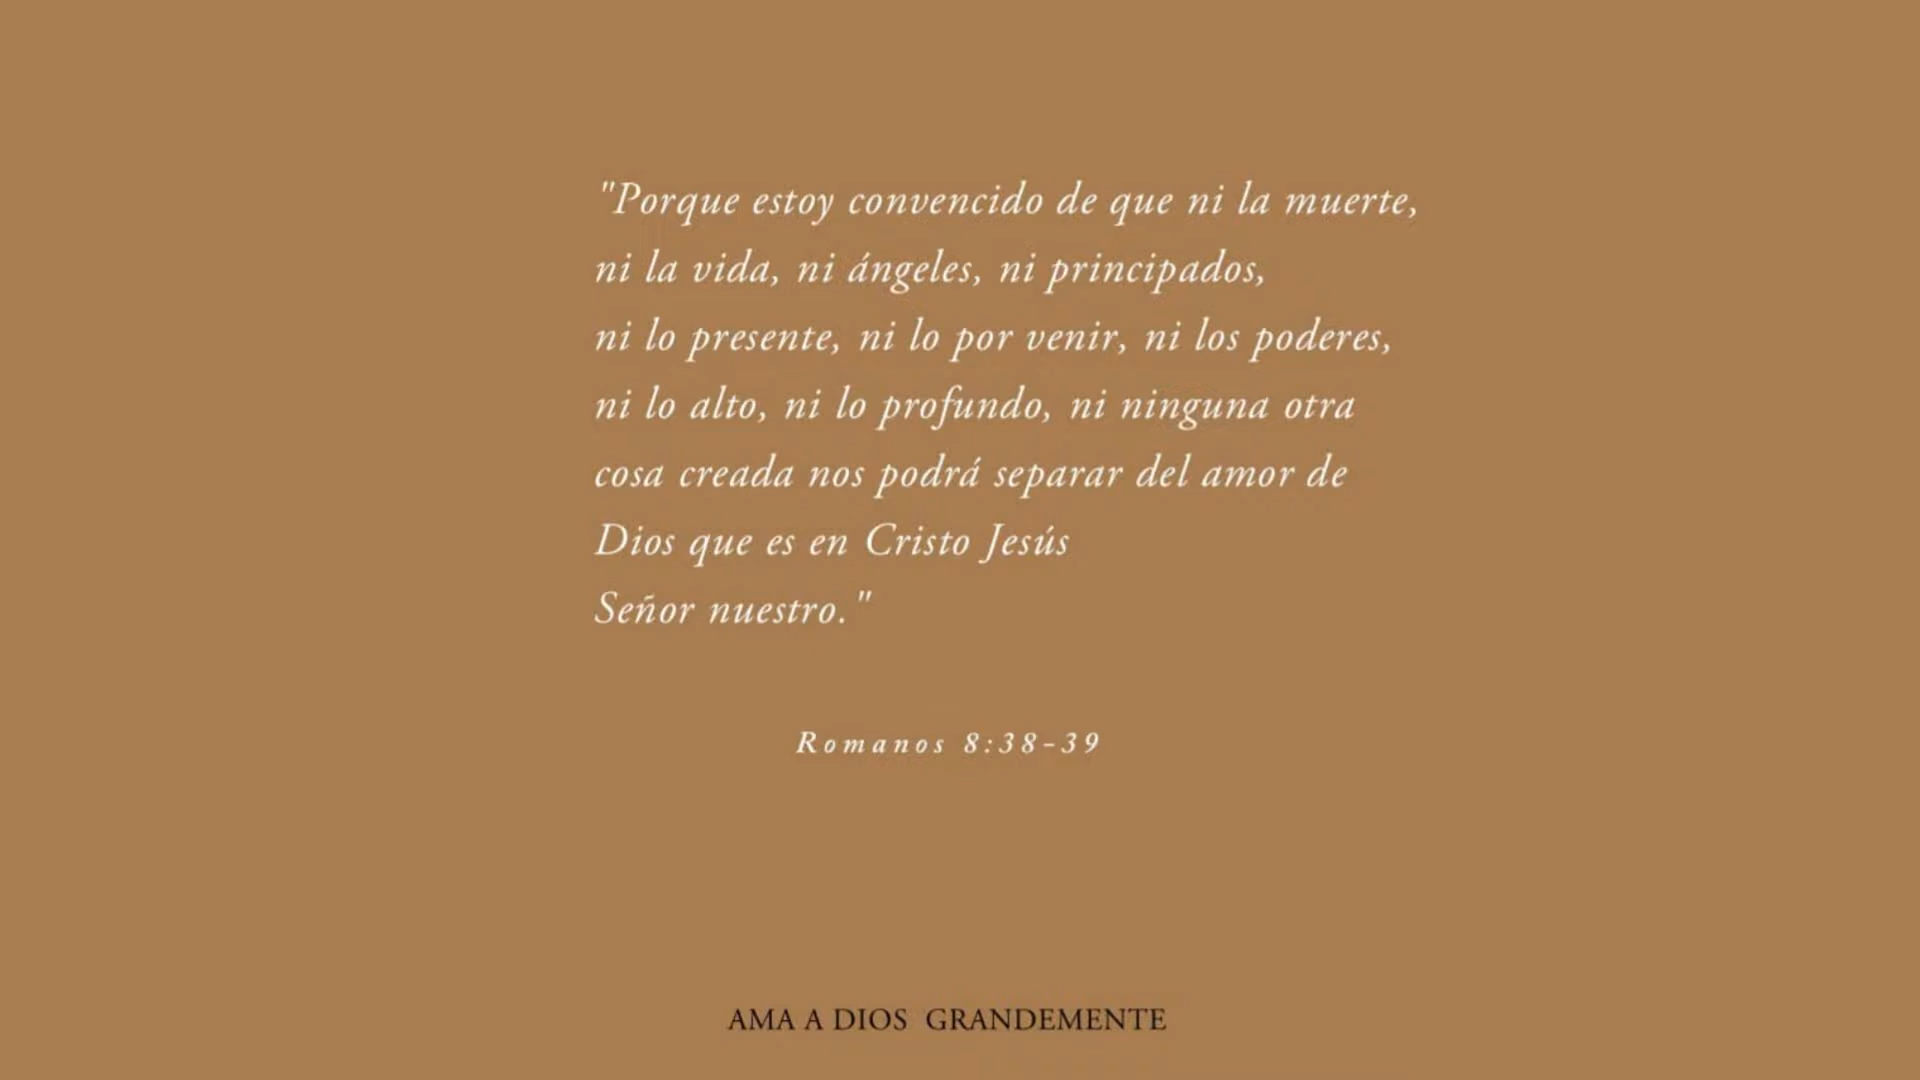 "Porque estoy convencido de que ni la muerte,
ni la vida, ni ángeles, ni principados,
ni lo presente, ni lo por venir, ni los poderes,
ni lo alto, ni lo profundo, ni ninguna otra
cosa creada nos podrá separar del amor de
Dios que es en Cristo Jesús
Señor nuestro."
Romanos 8:38-39
AMA A DIOS GRANDEMENTE